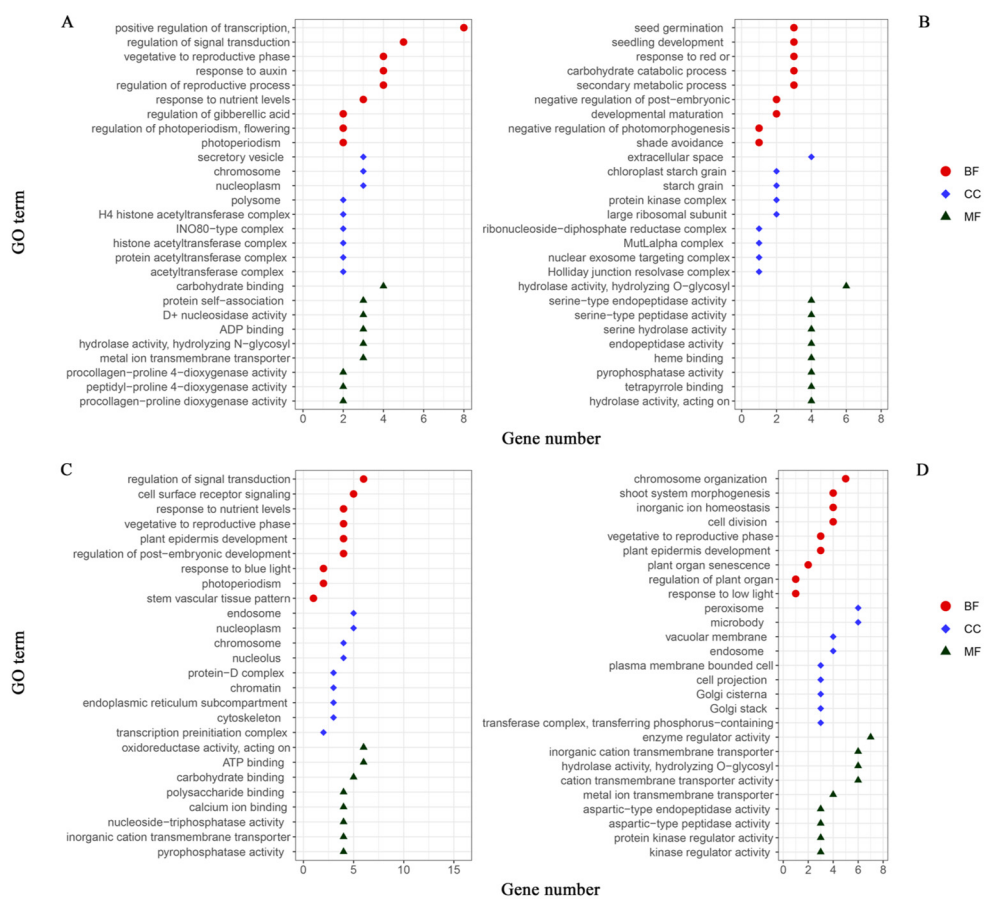 A
positive regulation of transcription,
regulation of signal transduction
vegetative to reproductive phase
response to auxin
regulation of reproductive process
response to nutrient levels
regulation of gibberellic acid
regulation of photoperiodism, flowering
photoperiodism
secretory vesicle
chromosome
nucleoplasm
polysome
H4 histone acetyltransferase complex
INO80−type complex
histone acetyltransferase complex
protein acetyltransferase complex
acetyltransferase complex
carbohydrate binding
protein self−association
D+ nucleosidase activity
ADP binding
hydrolase activity, hydrolyzing N−glycosyl
metal ion transmembrane transporter
procollagen−proline 4−dioxygenase activity
peptidyl−proline 4−dioxygenase activity
procollagen−proline dioxygenase activity
0 2 4 6 8
B
seed germination
seedling development
response to red or
carbohydrate catabolic process
secondary metabolic process
negative regulation of post−embryonic
developmental maturation
negative regulation of photomorphogenesis
shade avoidance
extracellular space
chloroplast starch grain
starch grain
protein kinase complex
large ribosomal subunit
ribonucleoside−diphosphate reductase complex
MutLalpha complex
nuclear exosome targeting complex
Holliday junction resolvase complex
hydrolase activity, hydrolyzing O−glycosyl
serine−type endopeptidase activity
serine−type peptidase activity
serine hydrolase activity
endopeptidase activity
heme binding
pyrophosphatase activity
tetrapyrrole binding
hydrolase activity, acting on
0 2 4 6 8
BF
CC
MF
GO term
Gene number
C
regulation of signal transduction
cell surface receptor signaling
response to nutrient levels
vegetative to reproductive phase
plant epidermis development
regulation of post−embryonic development
response to blue light
photoperiodism
stem vascular tissue pattern
endosome
nucleoplasm
chromosome
nucleolus
protein−D complex
chromatin
endoplasmic reticulum subcompartment
cytoskeleton
transcription preinitiation complex
oxidoreductase activity, acting on
ATP binding
carbohydrate binding
polysaccharide binding
calcium ion binding
nucleoside−triphosphatase activity
inorganic cation transmembrane transporter
pyrophosphatase activity
0 5 10 15
D
chromosome organization
shoot system morphogenesis
inorganic ion homeostasis
cell division
vegetative to reproductive phase
plant epidermis development
plant organ senescence
regulation of plant organ
response to low light
peroxisome
microbody
vacuolar membrane
endosome
plasma membrane bounded cell
cell projection
Golgi cisterna
Golgi stack
transferase complex, transferring phosphorus−containing
enzyme regulator activity
inorganic cation transmembrane transporter
hydrolase activity, hydrolyzing O−glycosyl
cation transmembrane transporter activity
metal ion transmembrane transporter
aspartic−type endopeptidase activity
aspartic−type peptidase activity
protein kinase regulator activity
kinase regulator activity
0 2 4 6 8
BF
CC
MF
GO term
Gene number